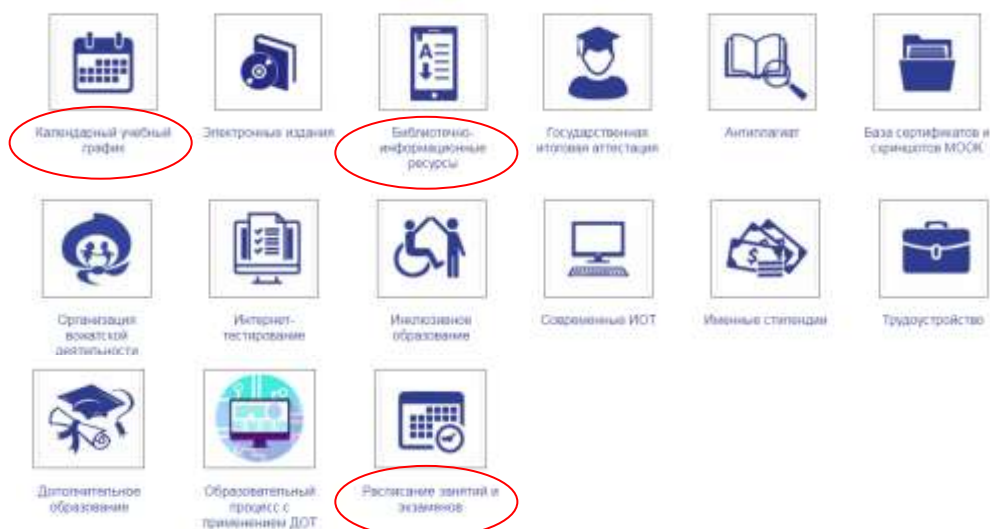 Календарный учебный
график
Электронные издания
Библиотечно-
информационные
ресурсы
Государственная
итоговая аттестация
Антиплагиат
База сертификатов и
скриншотов МООК
Организация
вожатской
деятельности
Интернет-
тестирование
Инклюзивное
образование
Современные ИОТ
Именные стипендии
Трудоустройство
Дополнительное
образование
Образовательный
процесс с
применением ДОТ
Расписание занятий и
экзаменов